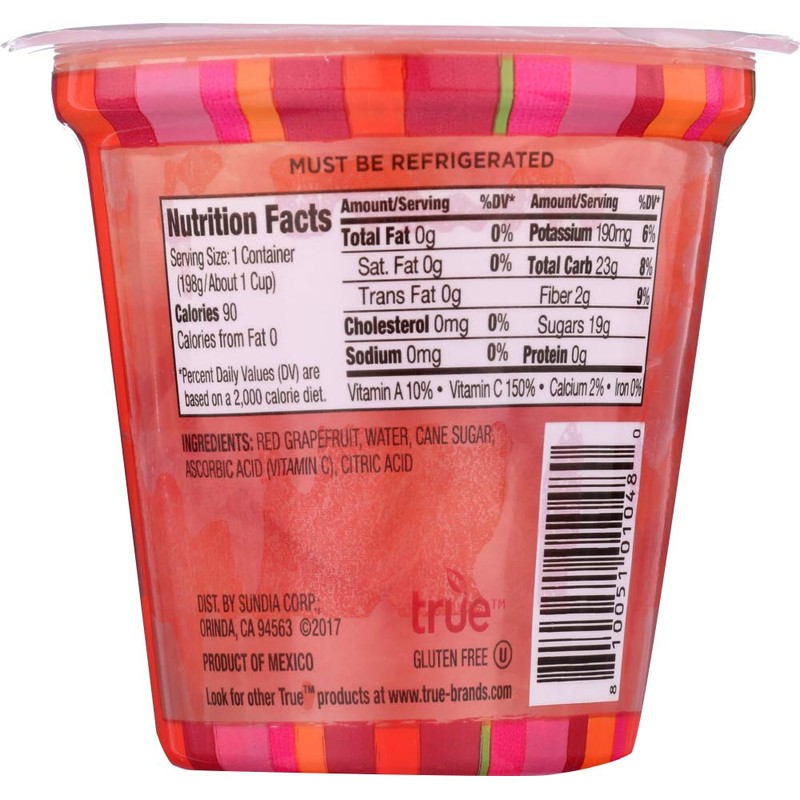 MUST BE REFRIGERATED
Nutrition Facts
Serving Size: 1 Container
(198g/About 1 Cup)
Calories 90
Calories from Fat 0
*Percent Daily Values (DV) are
based on a 2,000 calorie diet.
Amount/Serving %DV*
Total Fat 0g 0%
Sat. Fat 0g 0%
Trans Fat 0g
Cholesterol 0mg 0%
Sodium 0mg 0%
Amount/Serving %DV*
Potassium 190mg 6%
Total Carb 23g 8%
Fiber 2g 9%
Sugars 19g
Protein 0g
Vitamin A 10% • Vitamin C 150% • Calcium 2% • Iron 0%
INGREDIENTS: RED GRAPEFRUIT, WATER, CANE SUGAR,
ASCORBIC ACID (VITAMIN C), CITRIC ACID
DIST. BY SUNDIA CORP.,
ORINDA, CA 94563 ©2017
PRODUCT OF MEXICO
true™
GLUTEN FREE U
Look for other True™ products at www.true-brands.com
8 10051 01048 0